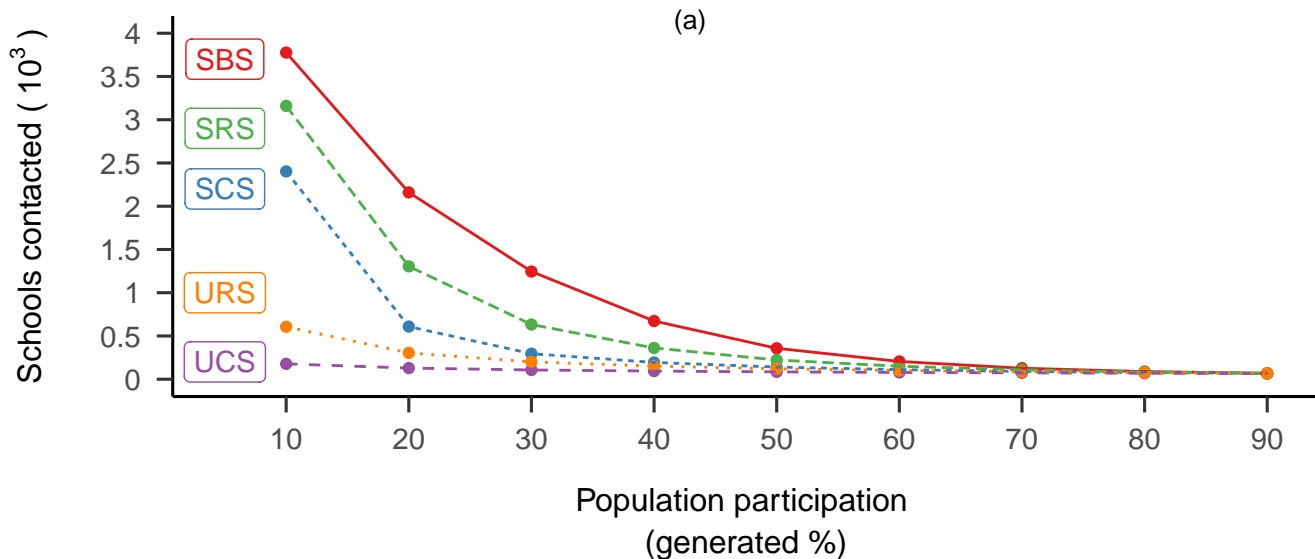 (a)
Schools contacted ( 10³)
4
3.5
3
2.5
2
1.5
1
0.5
0
SBS
SRS
SCS
URS
UCS
10 20 30 40 50 60 70 80 90
Population participation
(generated %)